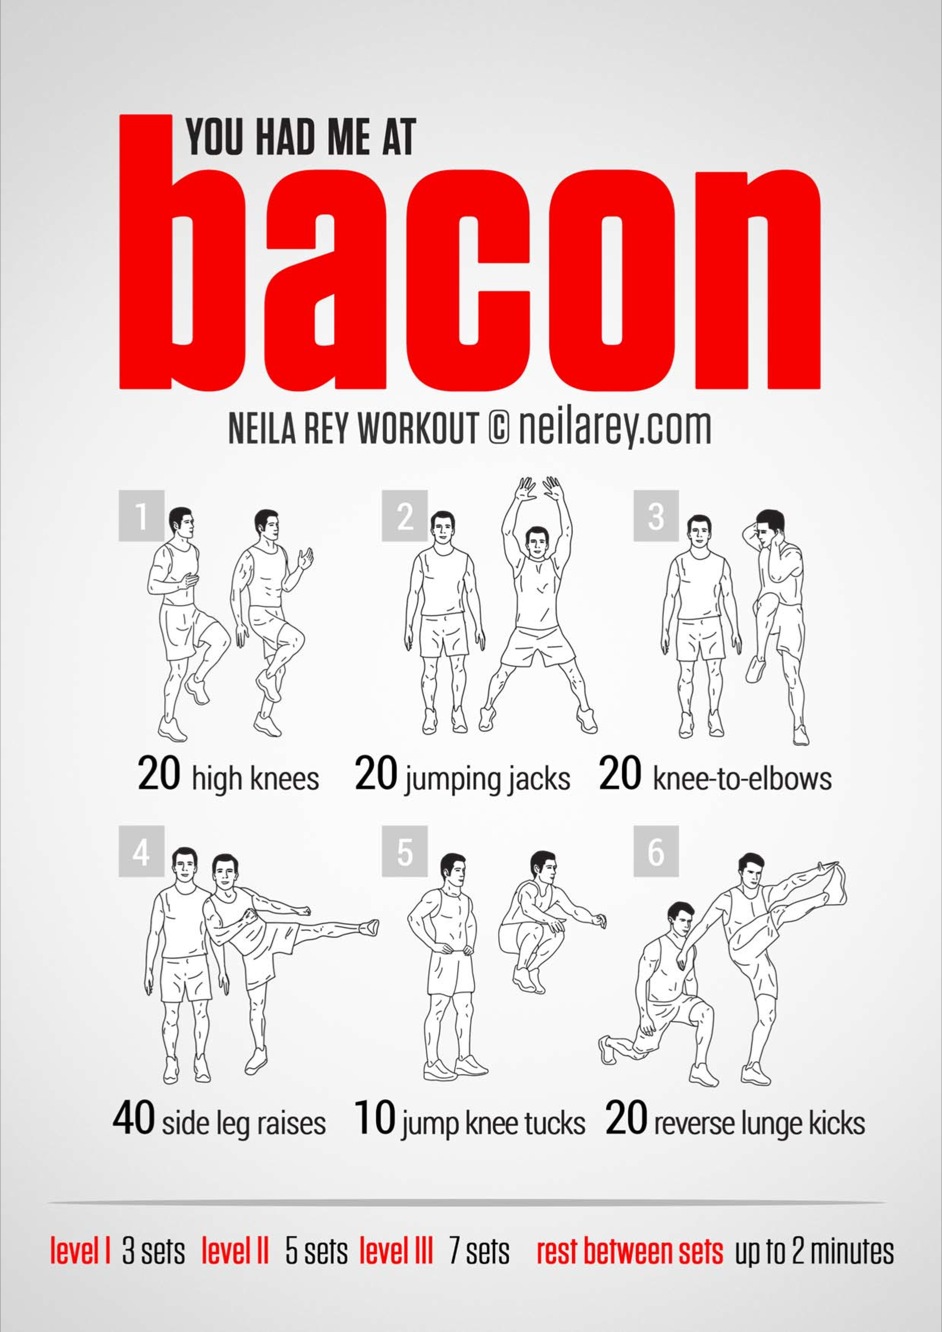 YOU HAD ME AT
bacon
NEILA REY WORKOUT © neilarey.com
1
2
3
20 high knees
20 jumping jacks
20 knee-to-elbows
4
5
6
40 side leg raises
10 jump knee tucks
20 reverse lunge kicks
level I 3 sets level II 5 sets level III 7 sets rest between sets up to 2 minutes